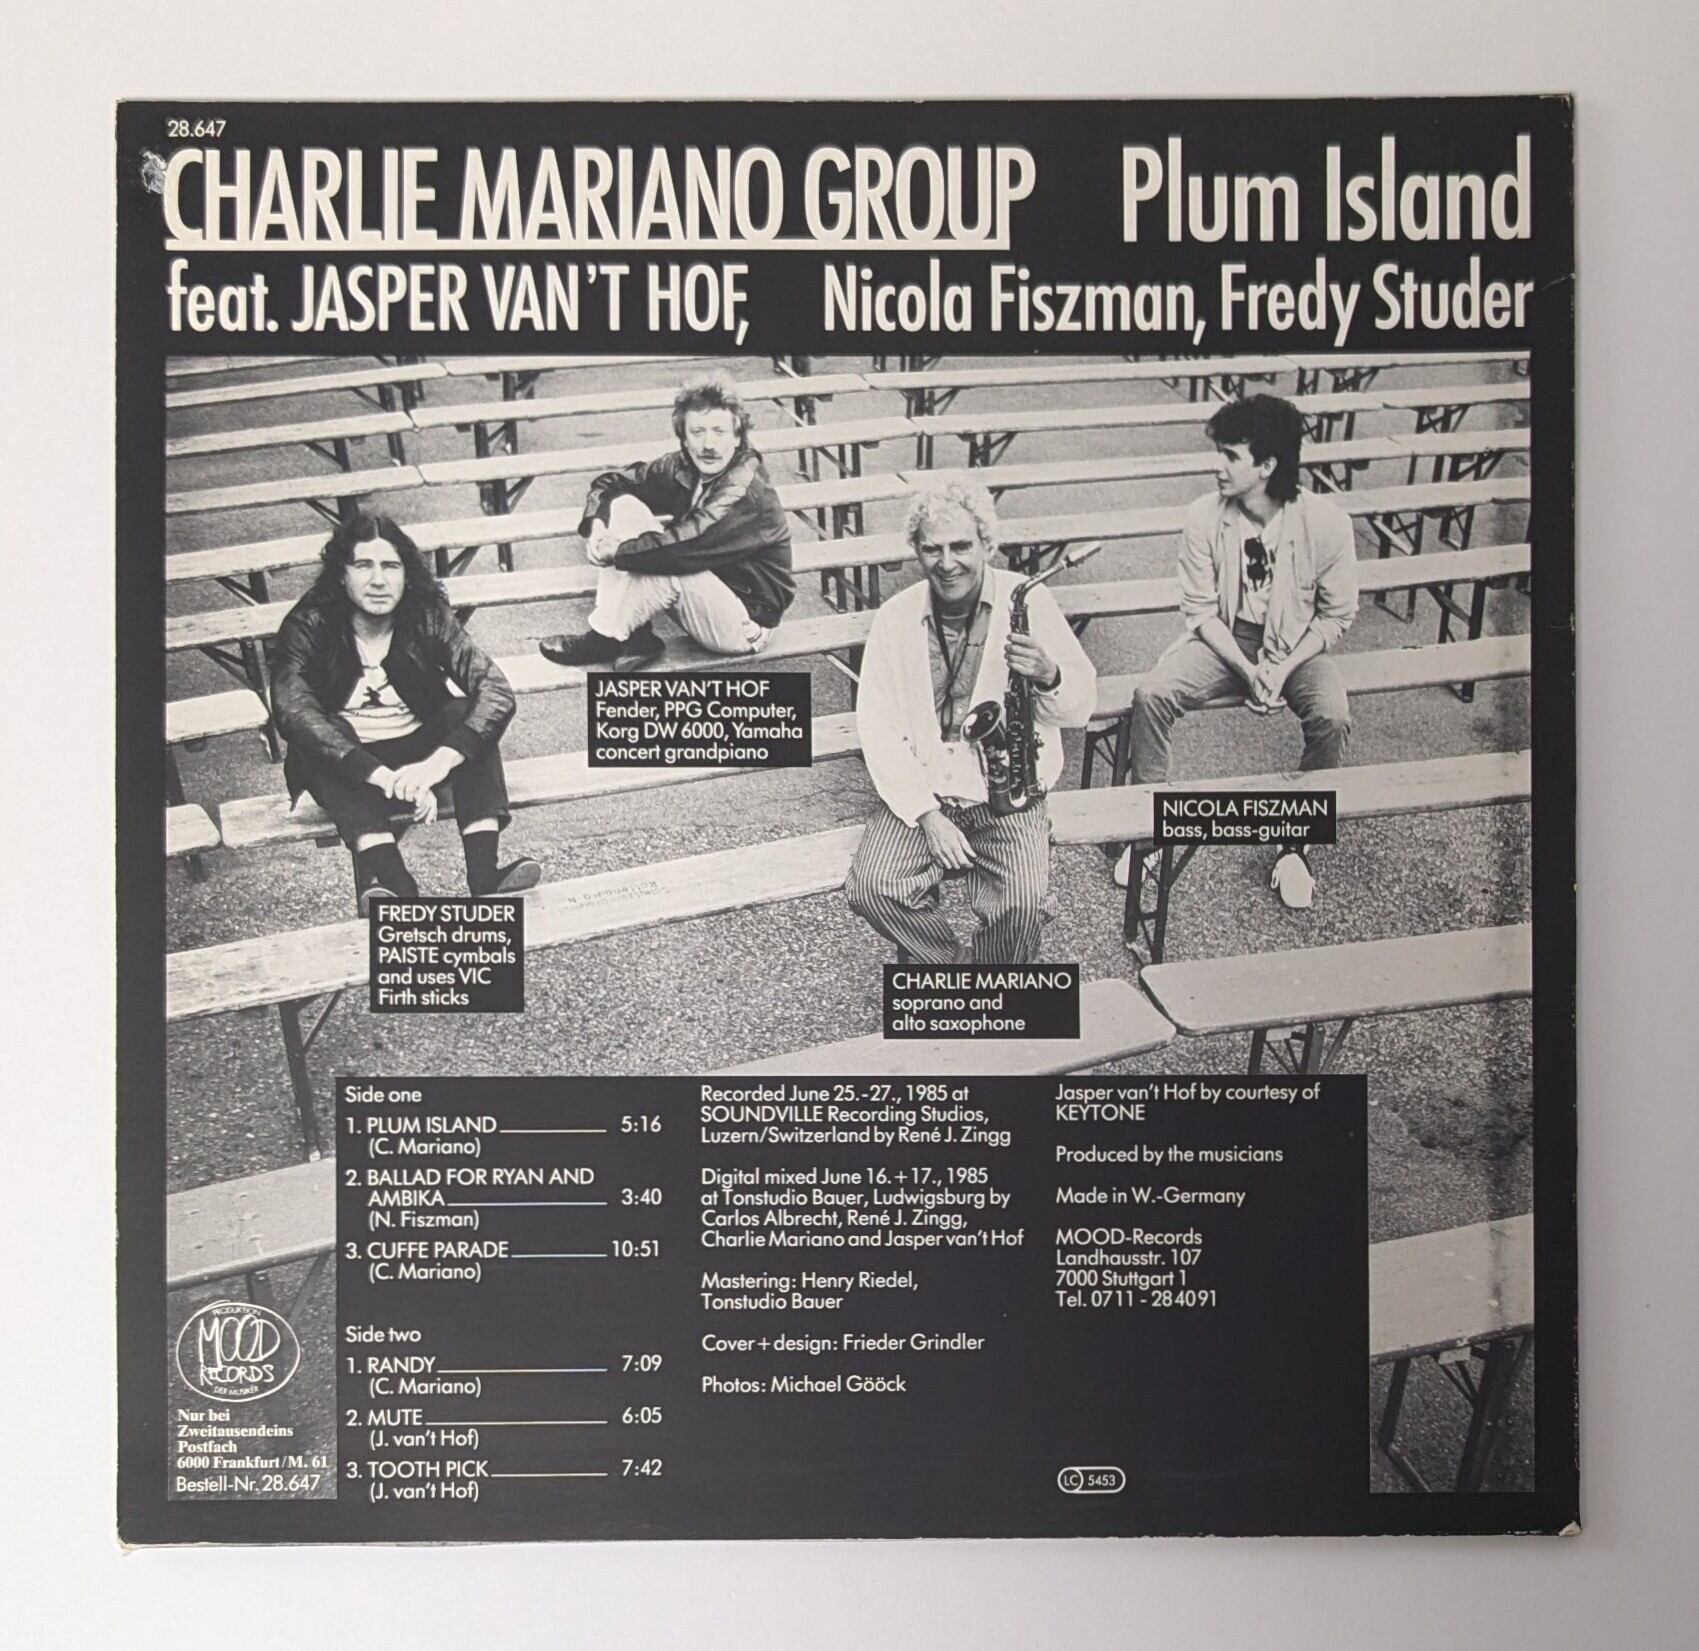 28.647
CHARLIE MARIANO GROUP Plum Island
feat. JASPER VAN'T HOF, Nicola Fiszman, Fredy Studer
JASPER VAN'T HOF
Fender, PPG Computer,
Korg DW 6000, Yamaha
concert grandpiano
NICOLA FISZMAN
bass, bass-guitar
FREDY STUDER
Gretsch drums,
PAISTE cymbals
and uses VIC
Firth sticks
CHARLIE MARIANO
soprano and
alto saxophone
Side one
1. PLUM ISLAND 5:16
(C. Mariano)
2. BALLAD FOR RYAN AND
AMBIKA 3:40
(N. Fiszman)
3. CUFFE PARADE 10:51
(C. Mariano)
Side two
1. RANDY 7:09
(C. Mariano)
2. MUTE 6:05
(J. van't Hof)
3. TOOTH PICK 7:42
(J. van't Hof)
Recorded June 25.-27., 1985 at
SOUNDVILLE Recording Studios,
Luzern/Switzerland by René J. Zingg
Digital mixed June 16.+17., 1985
at Tonstudio Bauer, Ludwigsburg by
Carlos Albrecht, René J. Zingg,
Charlie Mariano and Jasper van't Hof
Mastering: Henry Riedel,
Tonstudio Bauer
Cover+design: Frieder Grindler
Photos: Michael Gööck
Jasper van't Hof by courtesy of
KEYTONE
Produced by the musicians
Made in W.-Germany
MOOD-Records
Landhausstr. 107
7000 Stuttgart 1
Tel. 0711 - 284091
LC 5453
PRODUKTION
MOOD
RECORDS
DER MUSIKER
Nur bei
Zweitausendeins
Postfach
6000 Frankfurt/M. 61
Bestell-Nr. 28.647